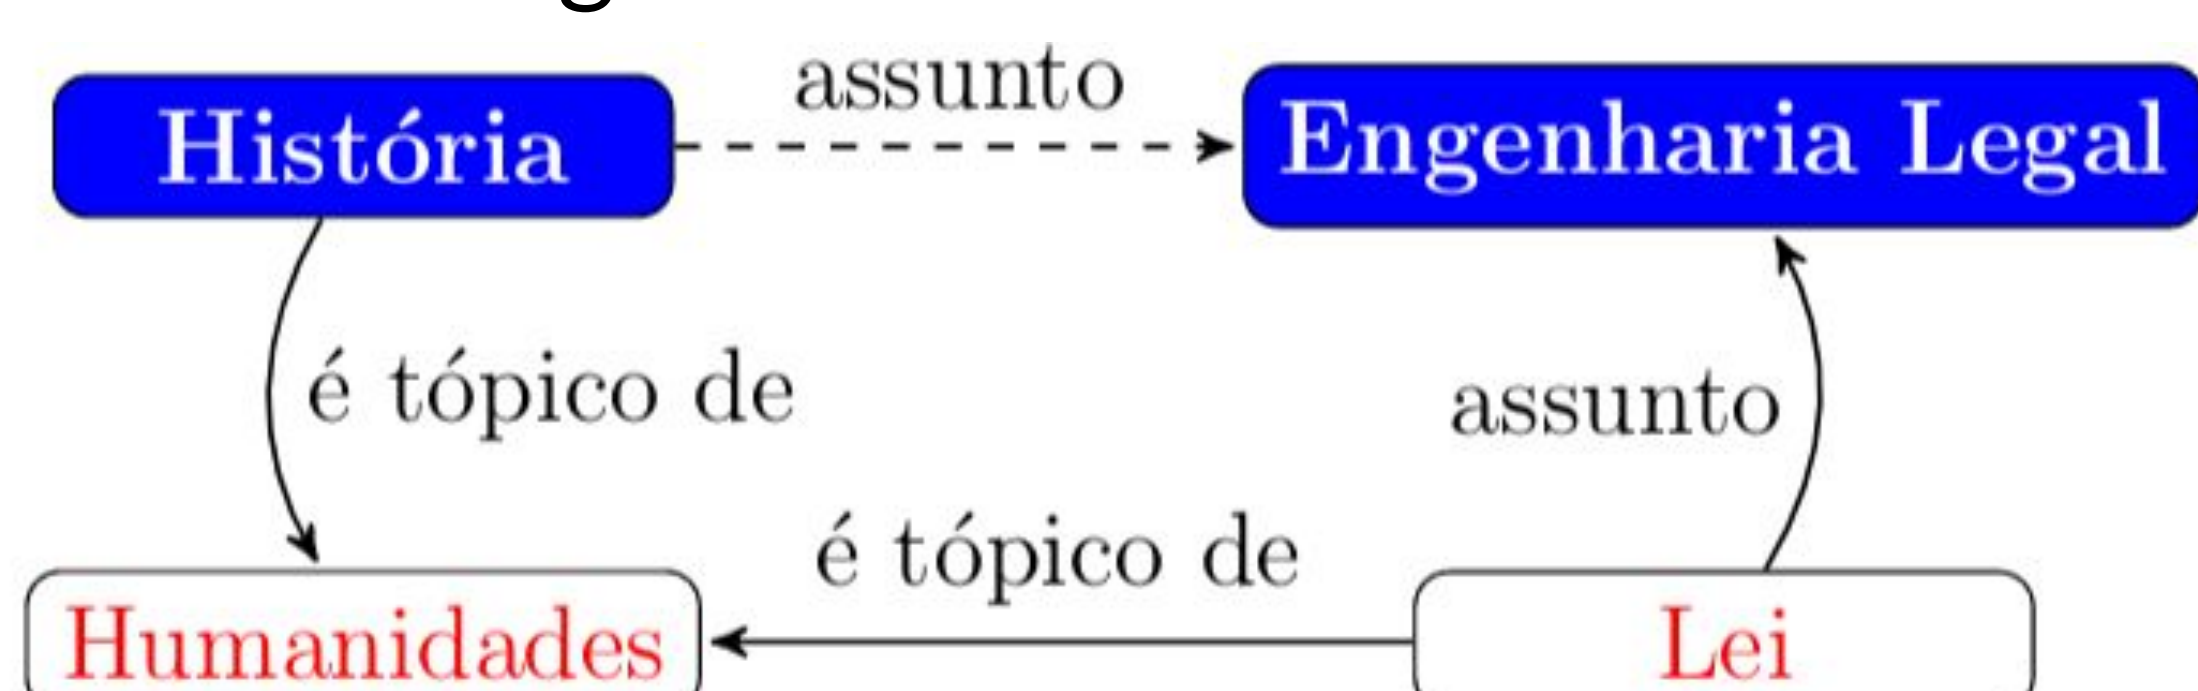 assunto
História
Engenharia Legal
é tópico de
assunto
é tópico de
Humanidades
Lei